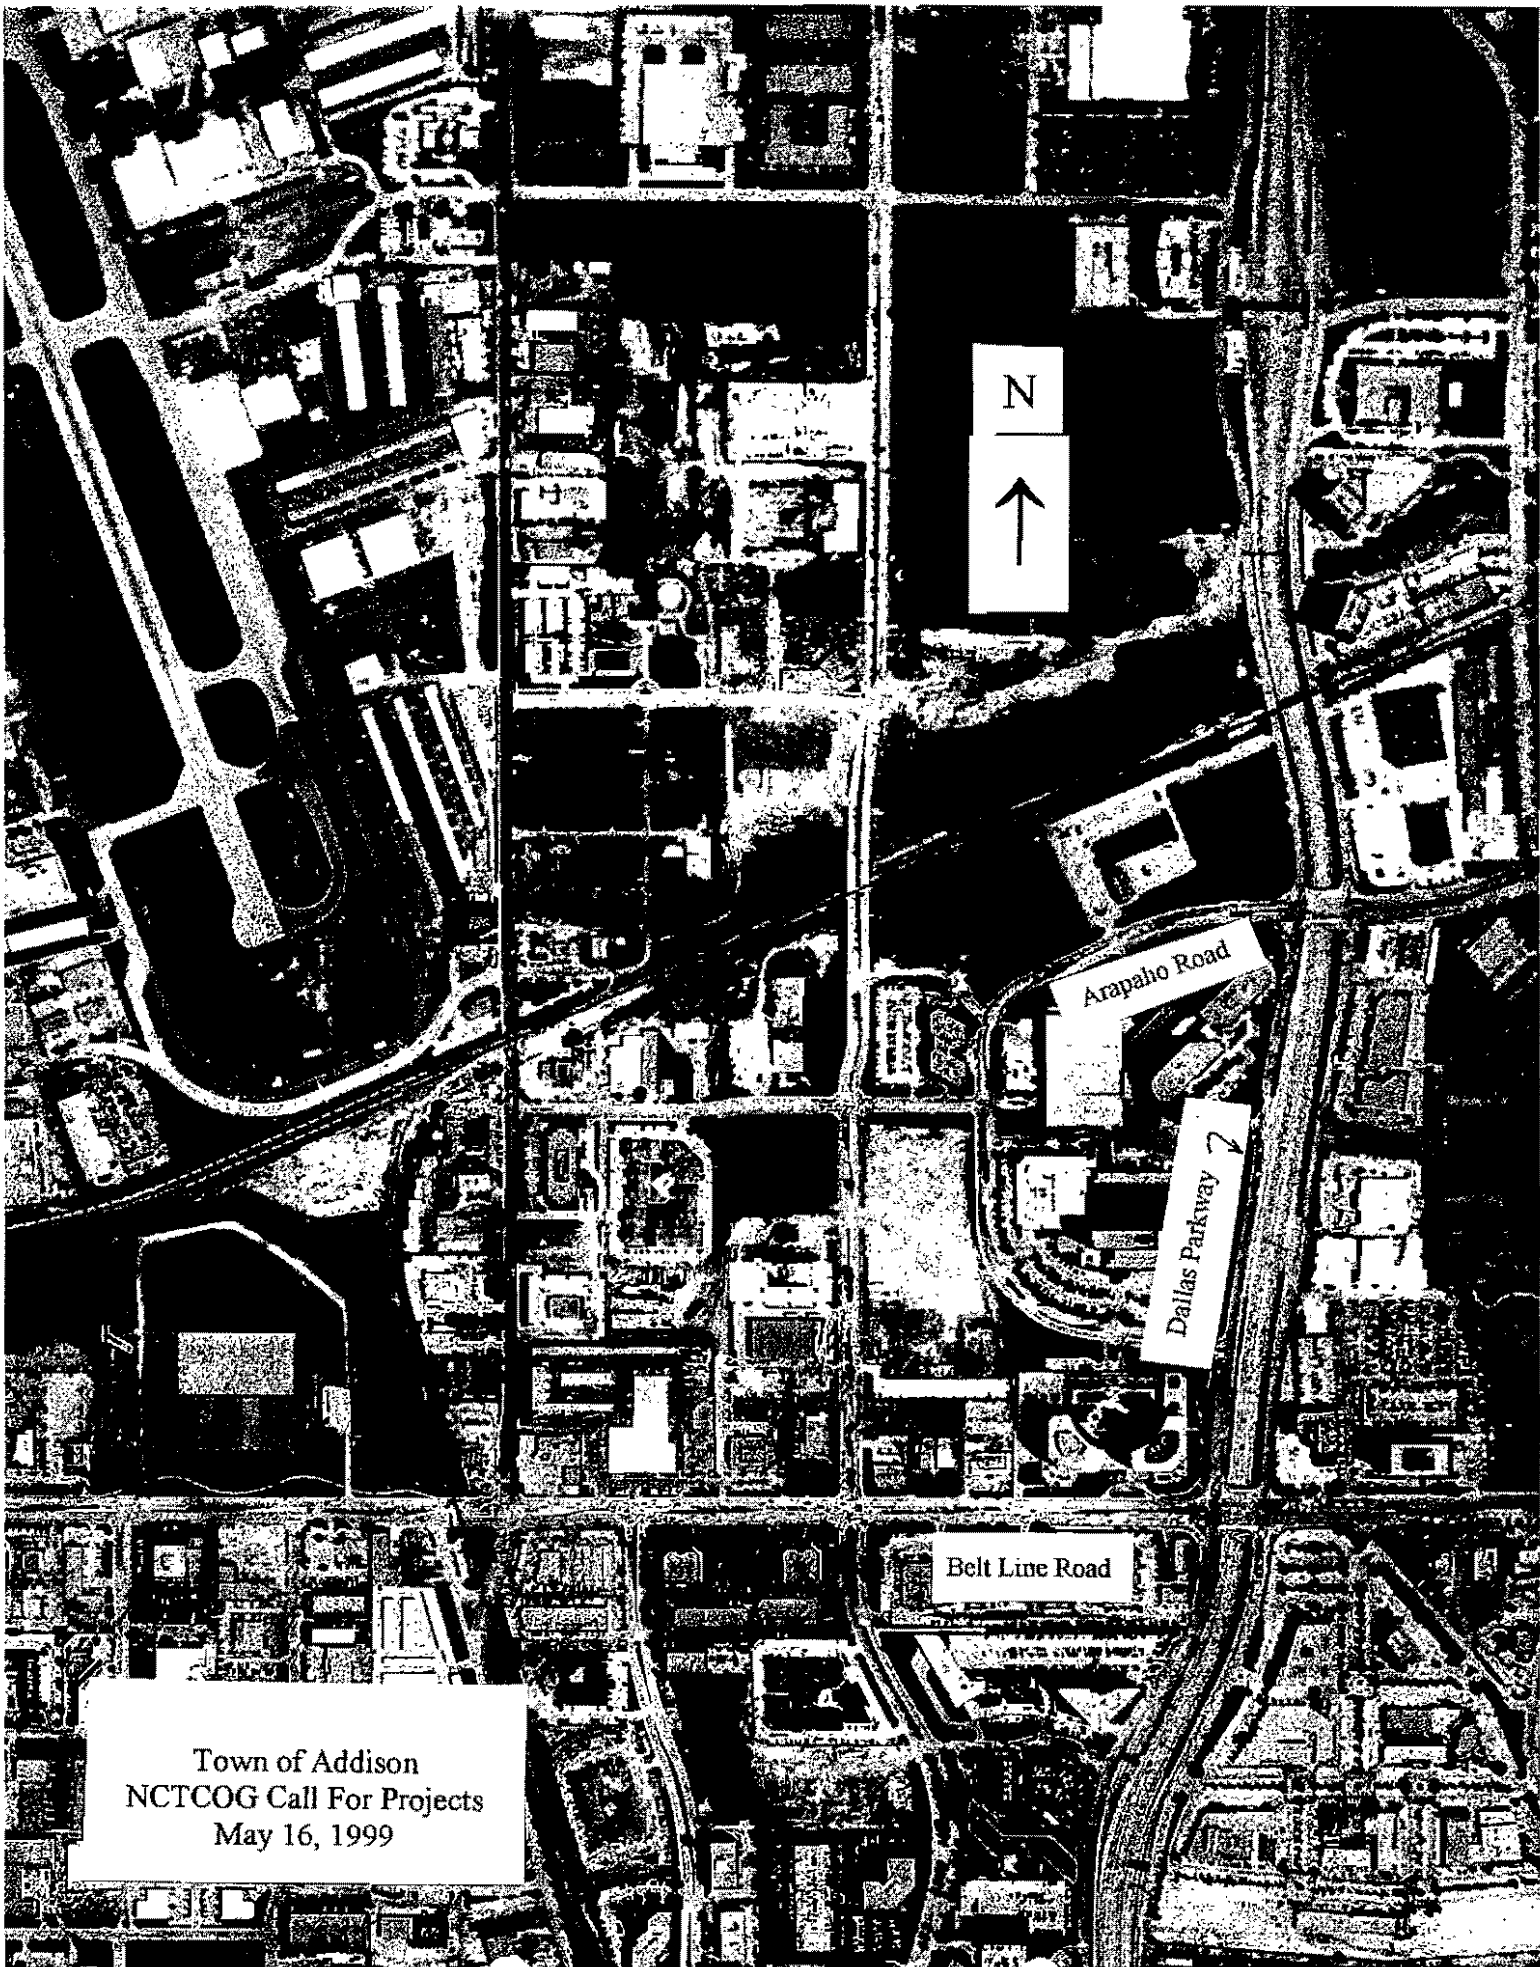 N
Arapaho Road
Dallas Parkway
Belt Line Road
Town of Addison
NCTCOG Call For Projects
May 16, 1999